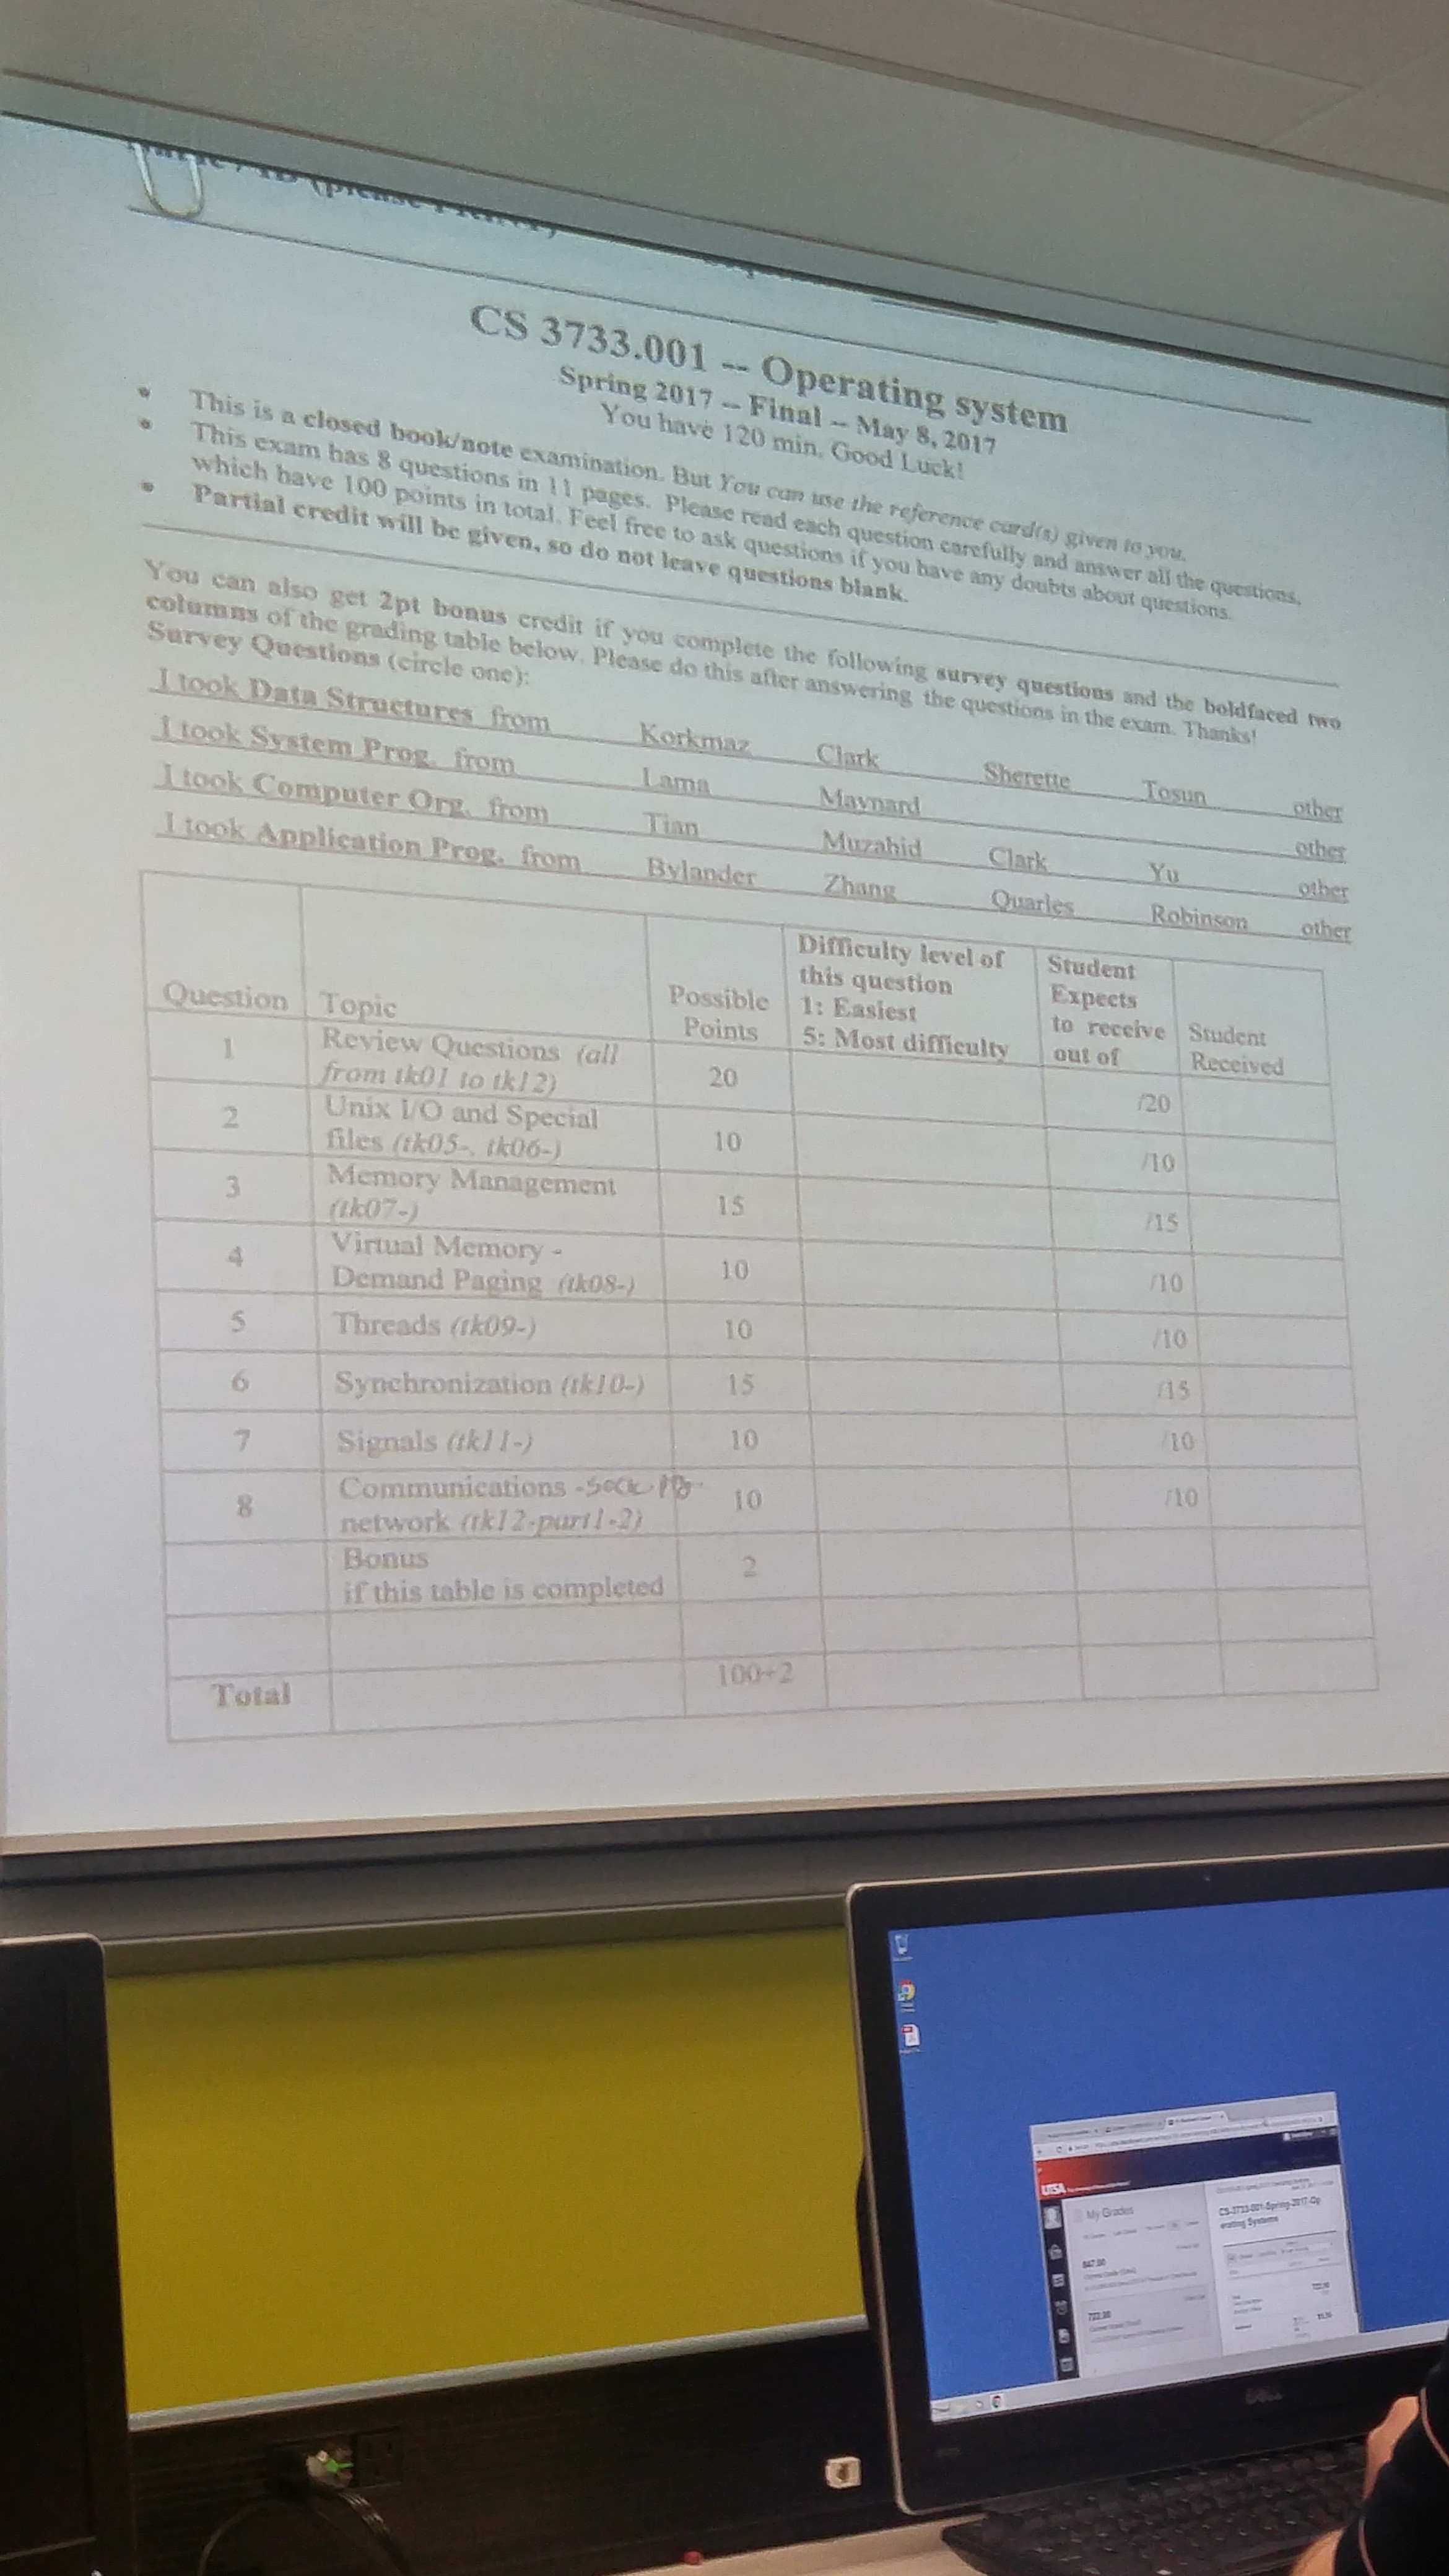 CS 3733.001 -- Operating system
Spring 2017 -- Final -- May 8, 2017
You have 120 min. Good Luck!
• This is a closed book/note examination. But You can use the reference card(s) given to you.
• This exam has 8 questions in 11 pages. Please read each question carefully and answer all the questions,
which have 100 points in total. Feel free to ask questions if you have any doubts about questions.
• Partial credit will be given, so do not leave questions blank.
You can also get 2pt bonus credit if you complete the following survey questions and the boldfaced two
columns of the grading table below. Please do this after answering the questions in the exam. Thanks!
Survey Questions (circle one):
I took Data Structures from Korkmaz Clark Sherette Tosun other
I took System Prog. from Lama Maynard other
I took Computer Org. from Tian Muzahid Clark Yu other
I took Application Prog. from Bylander Zhang Quarles Robinson other
Question Topic Possible Points Difficulty level of this question 1: Easiest 5: Most difficulty Student Expects to receive out of Student Received
1 Review Questions (all from tk01 to tk12) 20 /20
2 Unix I/O and Special files (tk05-, tk06-) 10 /10
3 Memory Management (tk07-) 15 /15
4 Virtual Memory - Demand Paging (tk08-) 10 /10
5 Threads (tk09-) 10 /10
6 Synchronization (tk10-) 15 /15
7 Signals (tk11-) 10 /10
8 Communications - network (tk12-part1-2) 10 /10
Bonus if this table is completed 2
Total 100+2
UTSA
My Grades
CS-3733-001-Spring-2017-Op
erating Systems
DELL